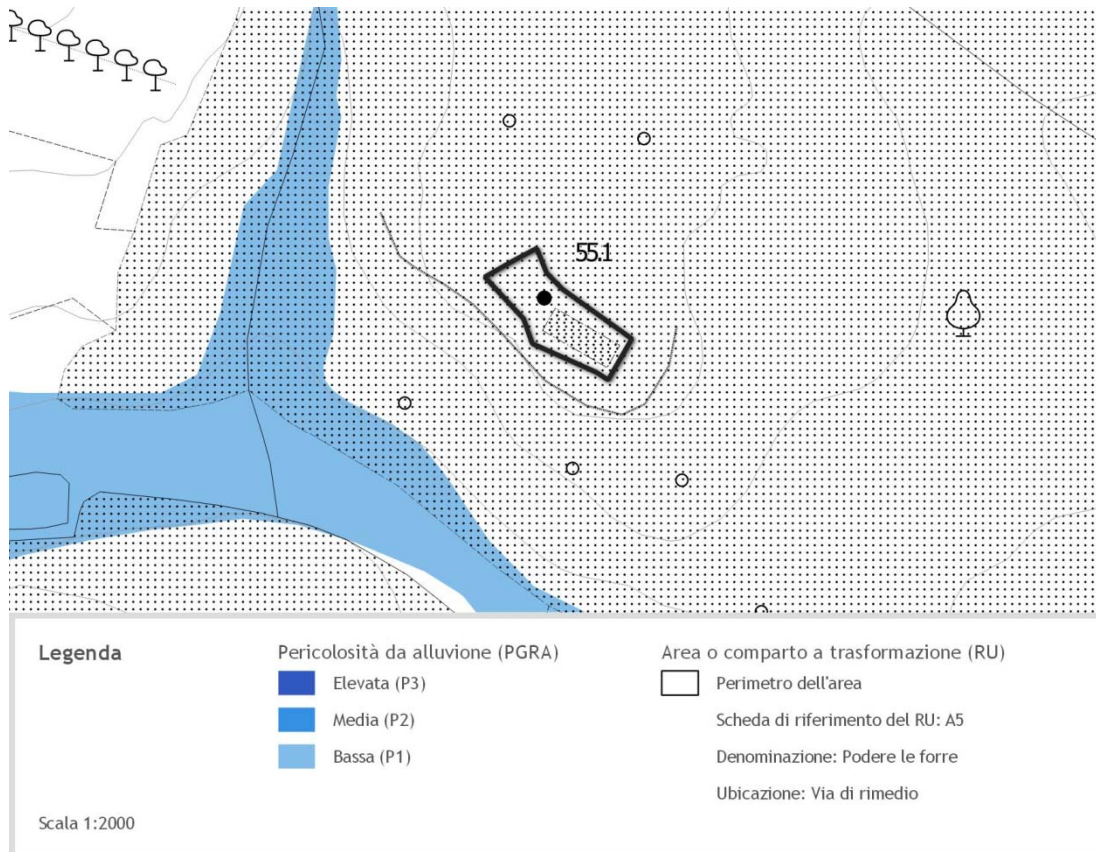 55.1
Legenda
Pericolosità da alluvione (PGRA)
Elevata (P3)
Media (P2)
Bassa (P1)
Area o comparto a trasformazione (RU)
Perimetro dell'area
Scheda di riferimento del RU: A5
Denominazione: Podere le forre
Ubicazione: Via di rimedio
Scala 1:2000